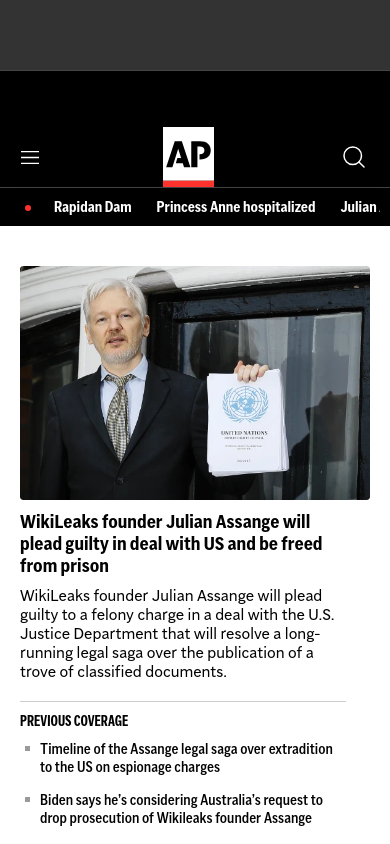 AP
Rapidan Dam Princess Anne hospitalized Julian
UNITED NATIONS
WikiLeaks founder Julian Assange will
plead guilty in deal with US and be freed
from prison
WikiLeaks founder Julian Assange will plead
guilty to a felony charge in a deal with the U.S.
Justice Department that will resolve a long-
running legal saga over the publication of a
trove of classified documents.
PREVIOUS COVERAGE
Timeline of the Assange legal saga over extradition
to the US on espionage charges
Biden says he's considering Australia's request to
drop prosecution of Wikileaks founder Assange